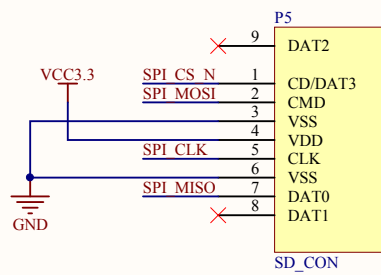 P5
9 DAT2
VCC3.3
SPI_CS_N 1 CD/DAT3
SPI_MOSI 2 CMD
3 VSS
4 VDD
SPI_CLK 5 CLK
6 VSS
SPI_MISO 7 DAT0
8 DAT1
GND
SD_CON